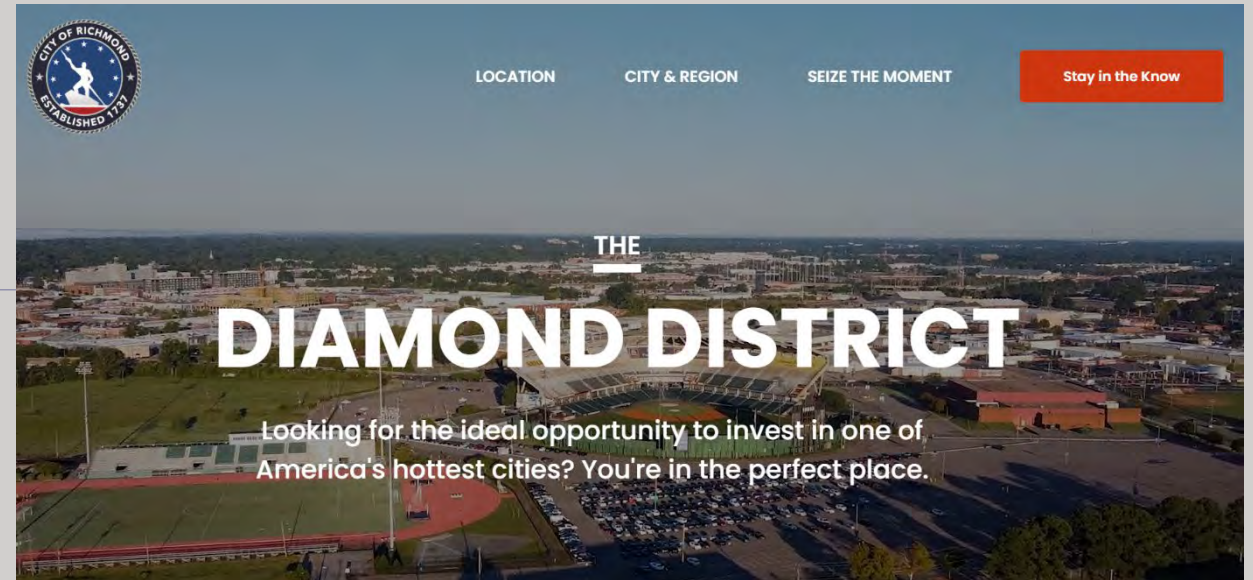 CITY OF RICHMOND
ESTABLISHED 1737
LOCATION CITY & REGION SEIZE THE MOMENT Stay in the Know
THE
DIAMOND DISTRICT
Looking for the ideal opportunity to invest in one of
America's hottest cities? You're in the perfect place.